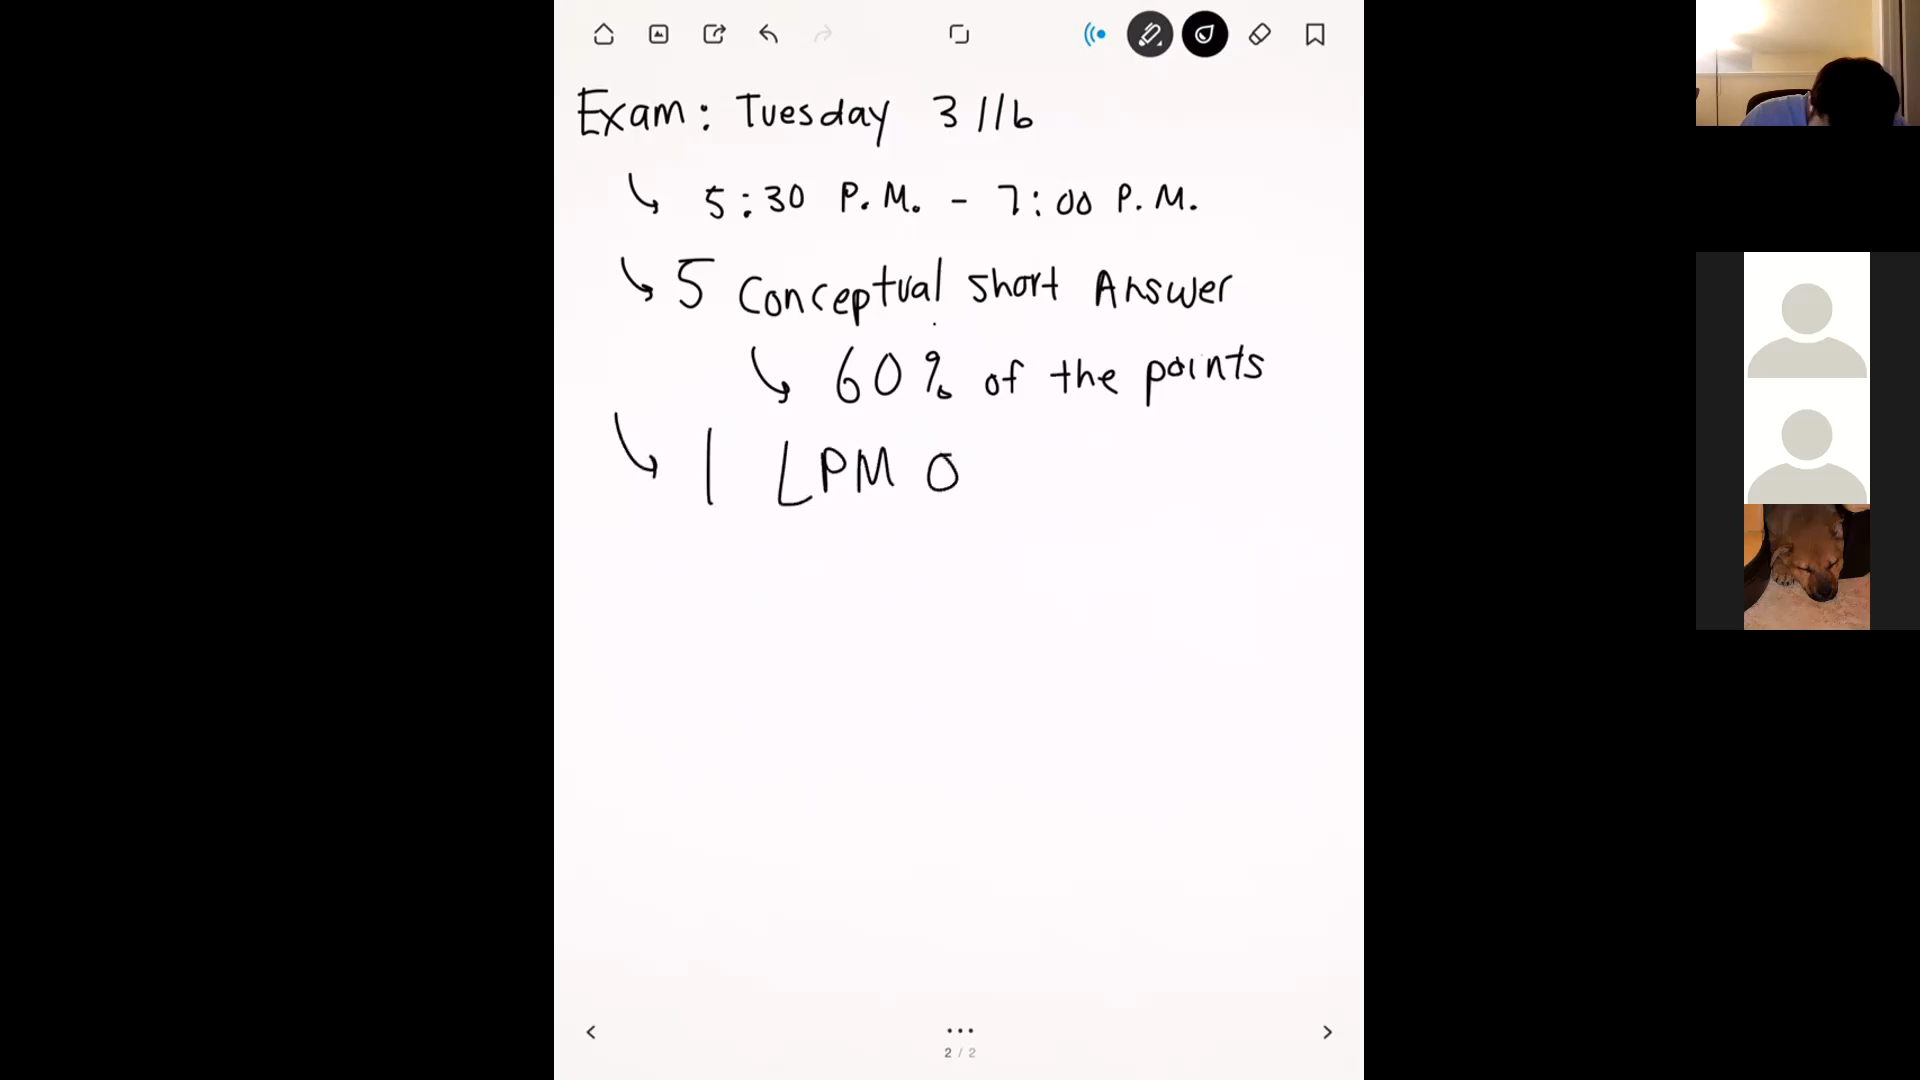 Exam: Tuesday 3/16
5:30 P.M. - 7:00 P.M.
5 Conceptual short Answer
60% of the points
1 LPM O
2 / 2